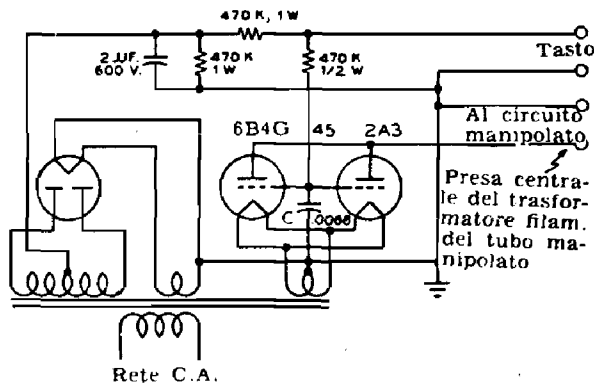 470 K, 1 W
2 µF.
600 V.
470 K
1 W
470 K
1/2 W
Tasto
6B4G 45 2A3
Al circuito
manipolato
C .0068
Presa centra-
le del trasfor-
matore filam.
del tubo ma-
nipolato
Rete C.A.